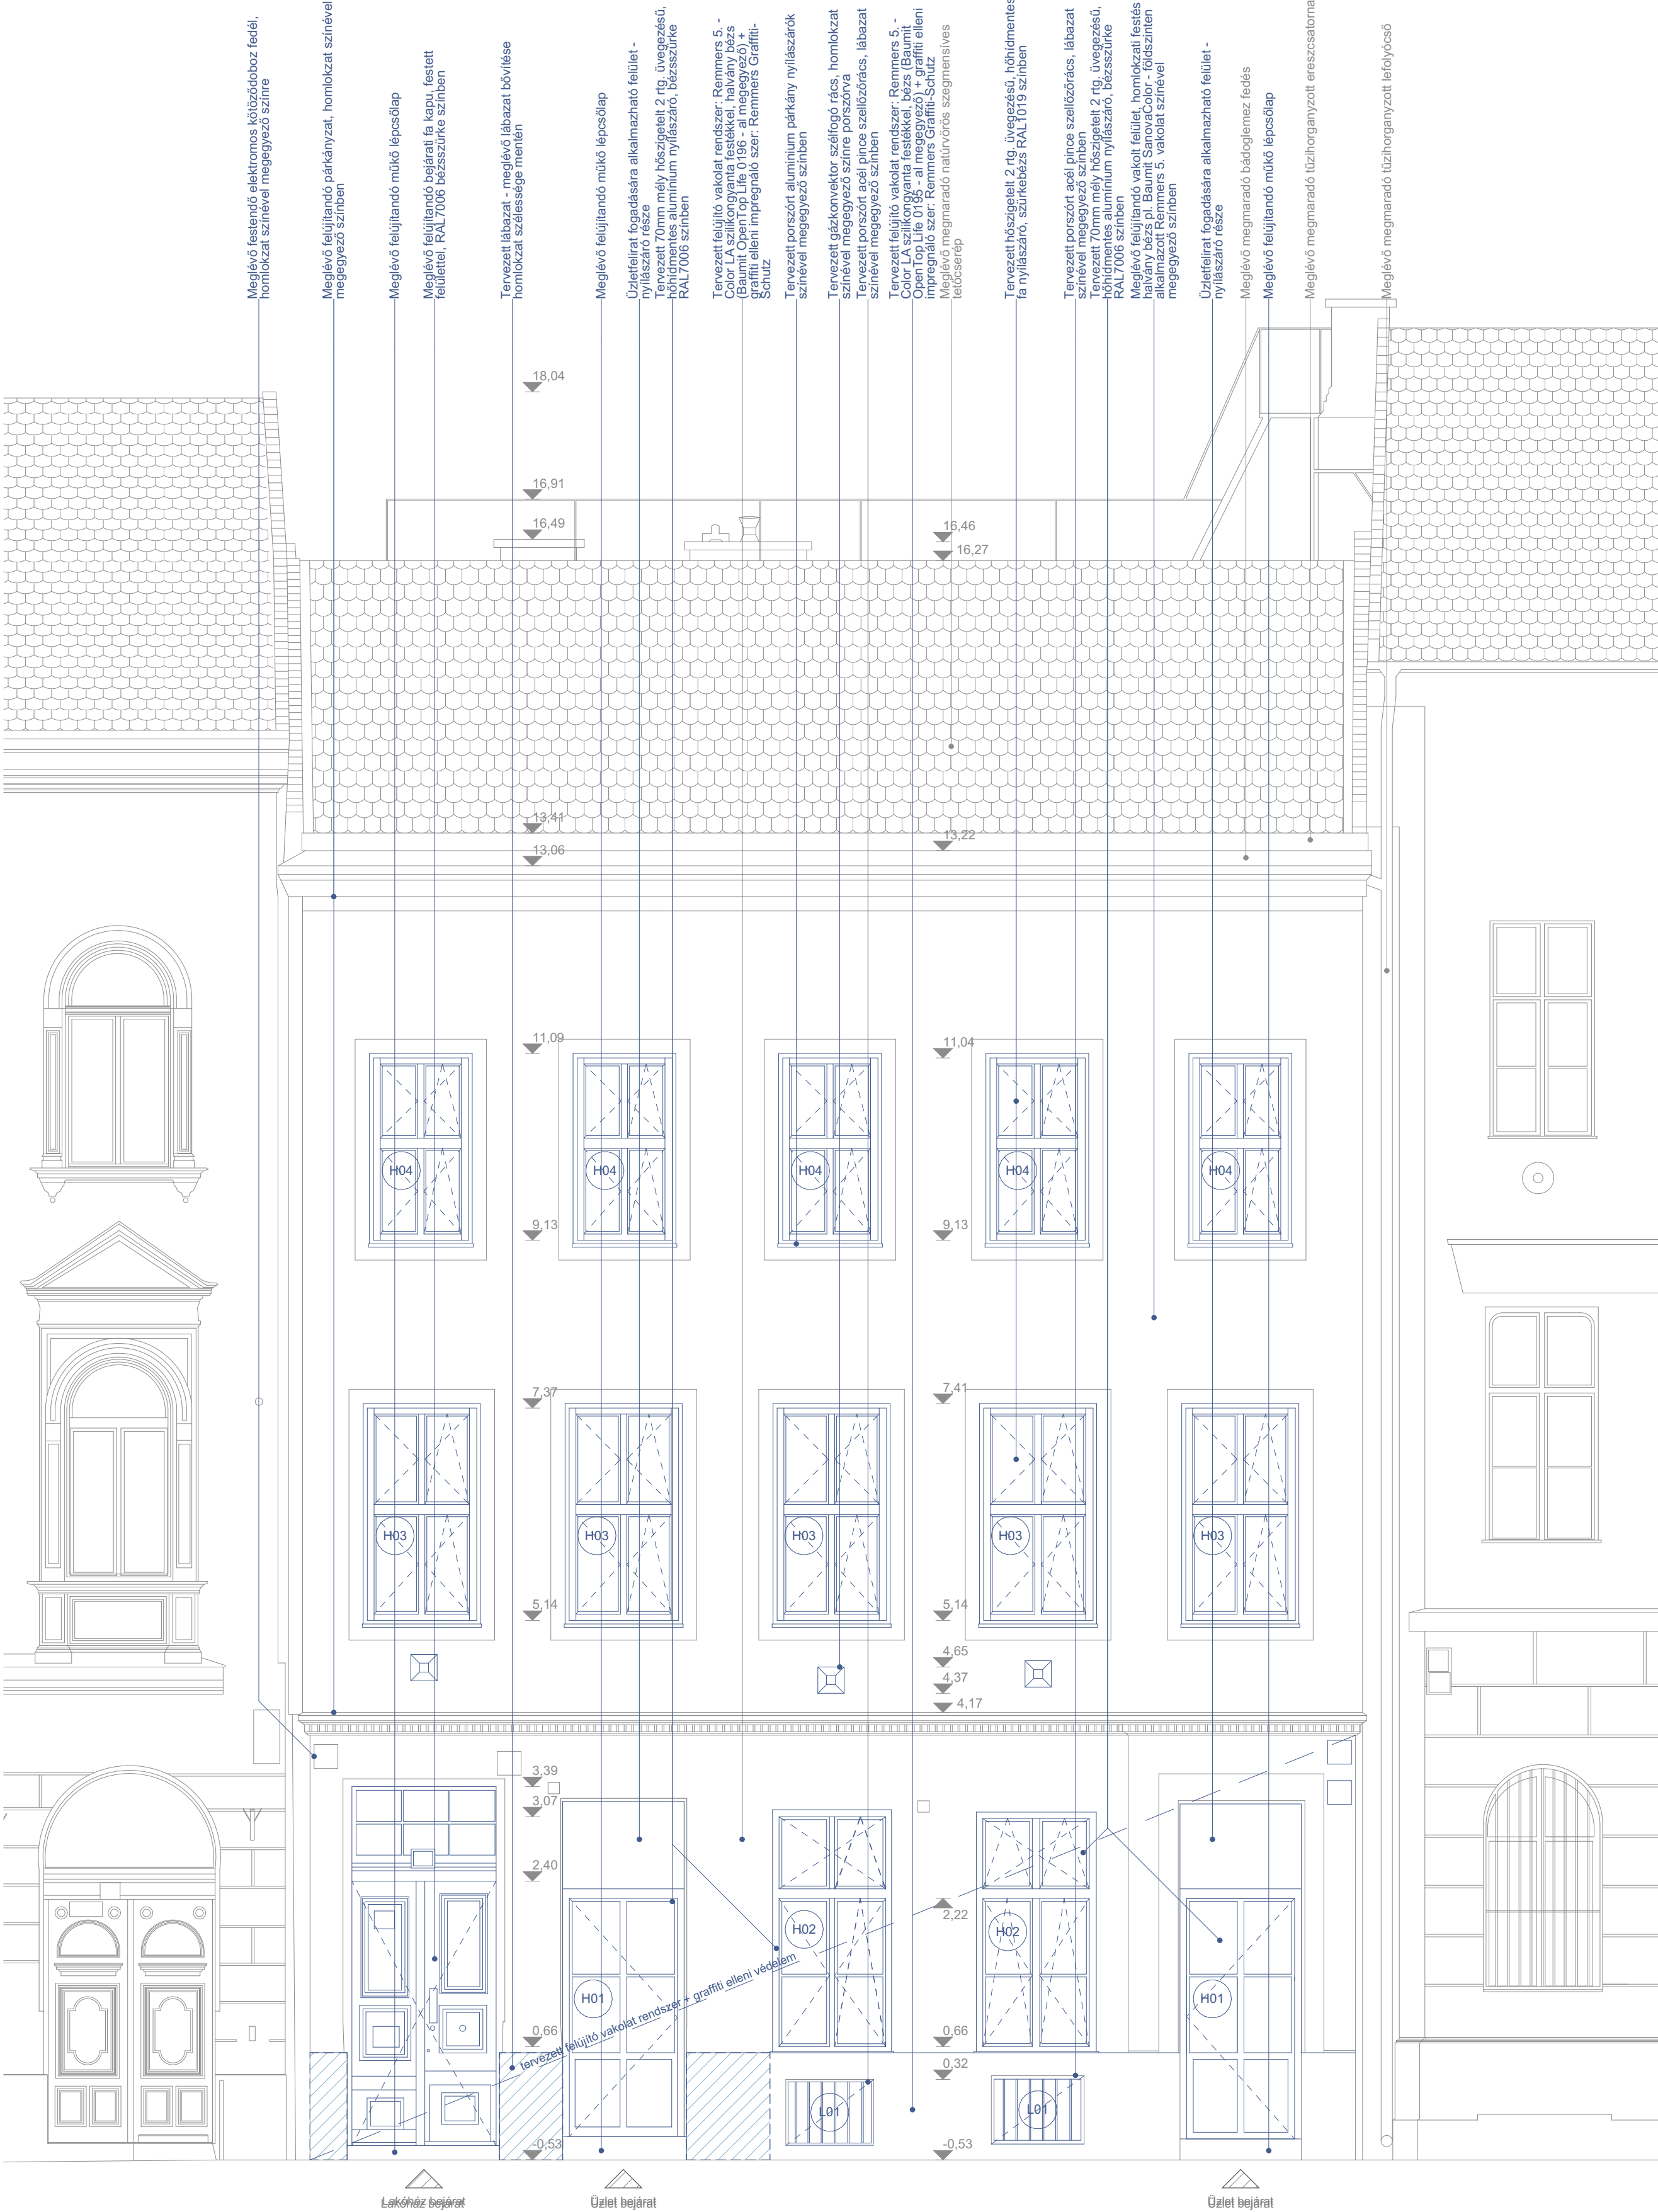 Meglévő festendő elektromos kötöződoboz fedél,
homlokzat színével megegyező színre
Meglévő felújítandó párkányzat, homlokzat színével
megegyező színben
Meglévő felújítandó műkő lépcsőlap
Meglévő felújítandó bejárati fa kapu, festett
felülettel, RAL7006 bézsszürke színben
Tervezett lábazat - meglévő lábazat bővítése
homlokzat szélessége mentén
Meglévő felújítandó műkő lépcsőlap
Üzletfelirat fogadására alkalmazható felület -
nyílászáró része
Tervezett 70mm mély hőszigetelt 2 rtg. üvegezésű,
hőhídmentes alumínium nyílászáró, bézsszürke
RAL7006 színben
Tervezett felújító vakolat rendszer: Remmers 5. -
Color LA szilikongyanta festékkel, halvány bézs
(Baumit OpenTop Life 0196 - al megegyező) +
graffiti elleni impregnáló szer: Remmers Graffiti-
Schutz
Tervezett porszórt aluminium párkány nyílászárók
színével megegyező színben
Tervezett gázkonvektor szélfogó rács, homlokzat
színével megegyező színre porszórva
Tervezett porszórt acél pince szellőzőrács, lábazat
színével megegyező színben
Tervezett felújító vakolat rendszer: Remmers 5. -
Color LA szilikongyanta festékkel, bézs (Baumit
OpenTop Life 0195 - al megegyező) + graffiti elleni
impregnáló szer: Remmers Graffiti-Schutz
Meglévő megmaradó natúrvörös szegmensíves
tetőcserép
Tervezett hőszigetelt 2 rtg. üvegezésű, hőhídmentes
fa nyílászáró, szürkebézs RAL1019 színben
Tervezett porszórt acél pince szellőzőrács, lábazat
színével megegyező színben
Tervezett 70mm mély hőszigetelt 2 rtg. üvegezésű,
hőhídmentes alumínium nyílászáró, bézsszürke
RAL7006 színben
Meglévő felújítandó vakolt felület, homlokzati festés
halvány bézs pl. Baumit SanovaColor - földszinten
alkalmazott Remmers 5. vakolat színével
megegyező színben
Üzletfelirat fogadására alkalmazható felület -
nyílászáró része
Meglévő megmaradó bádoglemez fedés
Meglévő felújítandó műkő lépcsőlap
Meglévő megmaradó tűzihorganyzott ereszcsatorna
Meglévő megmaradó tűzihorganyzott lefolyócső
18,04
16,91
16,49
16,46
16,27
13,41
13,22
13,06
11,09
11,04
H04
H04
H04
H04
H04
9,13
9,13
7,37
7,41
H03
H03
H03
H03
H03
5,14
5,14
4,65
4,37
4,17
3,39
3,07
2,40
2,22
H02
H02
tervezett felújító vakolat rendszer + graffiti elleni védelem
H01
H01
0,66
0,66
0,32
L01
L01
-0,53
-0,53
Lakóház bejárat
Üzlet bejárat
Üzlet bejárat